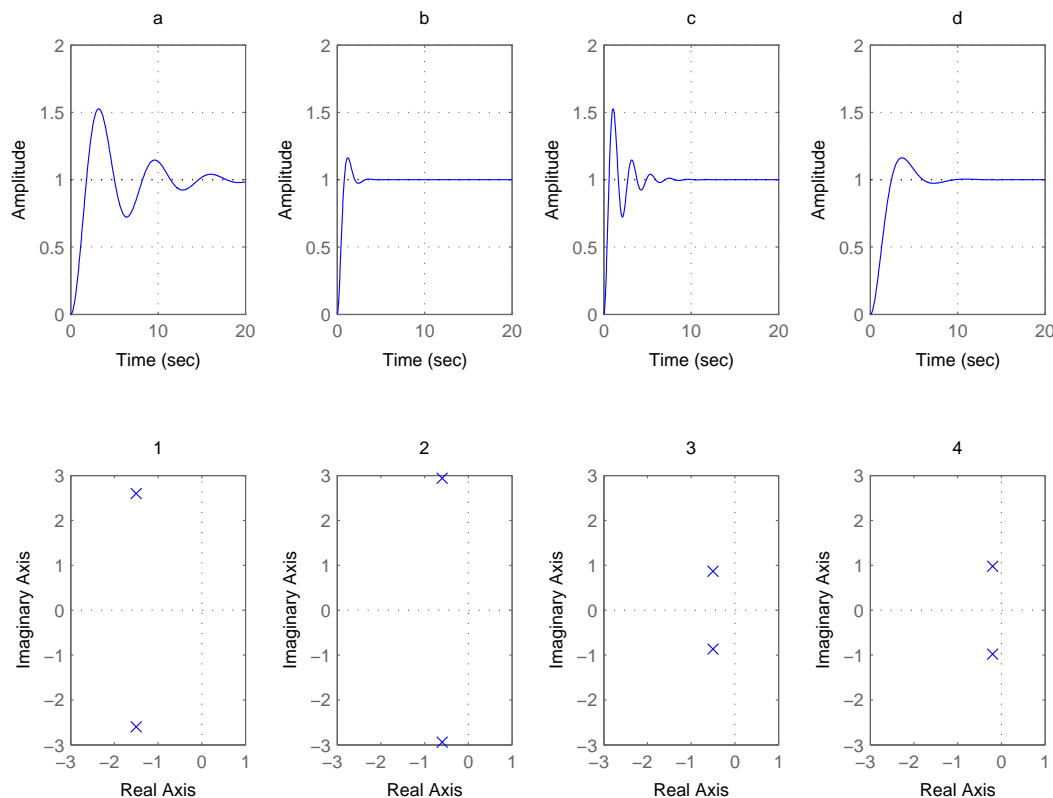 a b c d
2 2 2 2
1.5 1.5 1.5 1.5
1 1 1 1
0.5 0.5 0.5 0.5
0 0 0 0
0 10 20 0 10 20 0 10 20 0 10 20
Amplitude Amplitude Amplitude Amplitude
Time (sec) Time (sec) Time (sec) Time (sec)
1 2 3 4
3 3 3 3
2 2 2 2
1 1 1 1
0 0 0 0
−1 −1 −1 −1
−2 −2 −2 −2
−3 −3 −3 −3
−3 −2 −1 0 1 −3 −2 −1 0 1 −3 −2 −1 0 1 −3 −2 −1 0 1
Imaginary Axis Imaginary Axis Imaginary Axis Imaginary Axis
Real Axis Real Axis Real Axis Real Axis